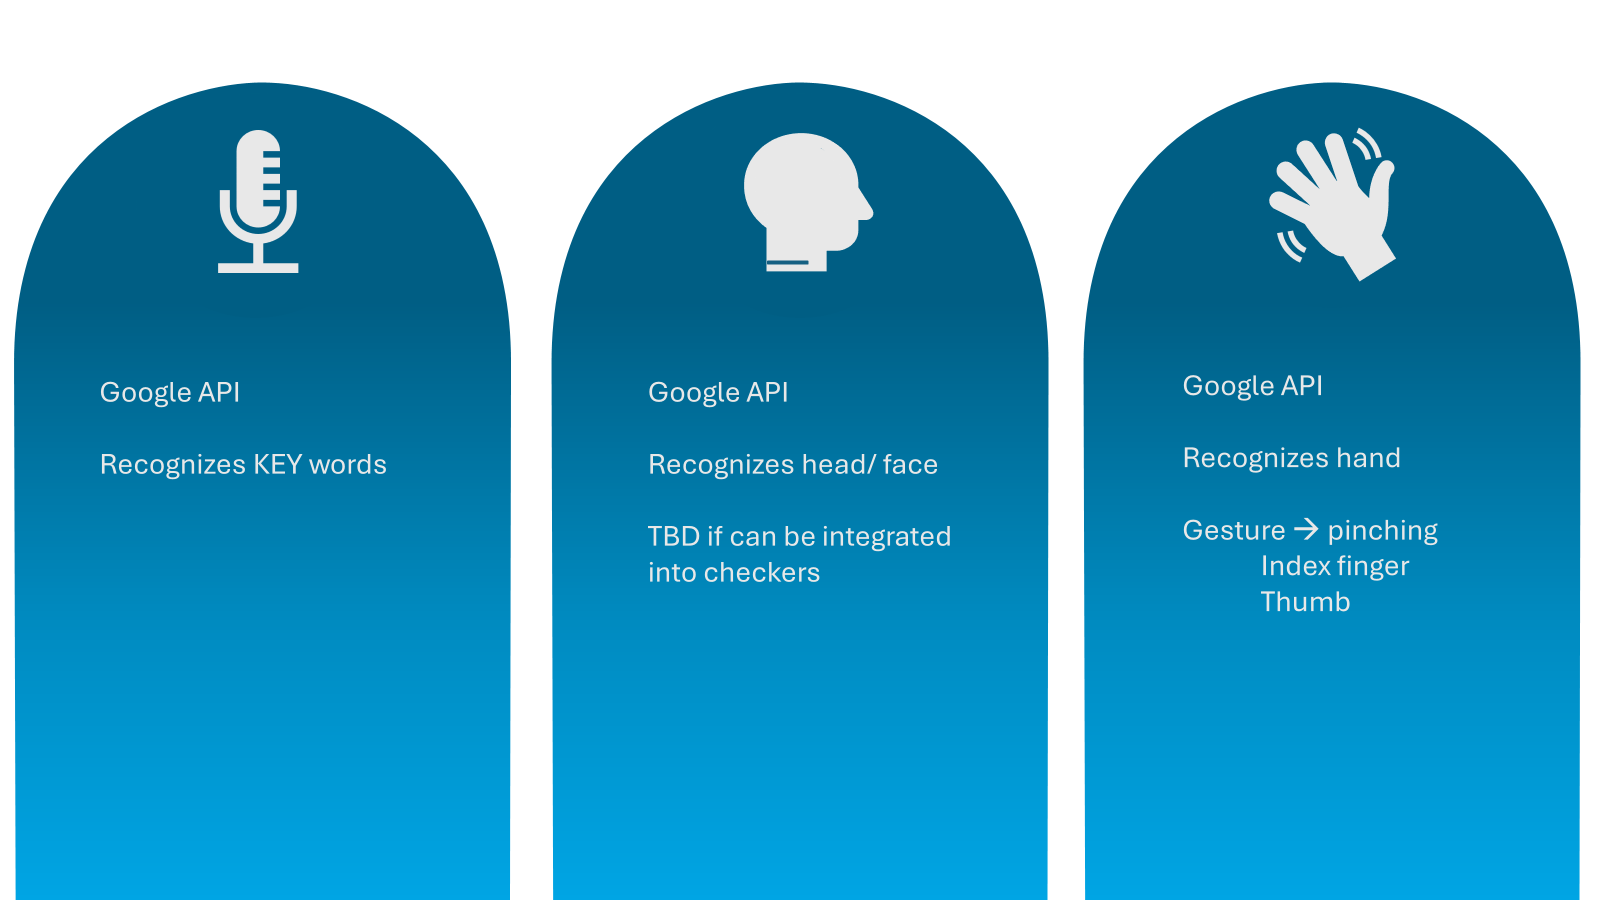 Google API
Recognizes KEY words
Google API
Recognizes head/ face
TBD if can be integrated
into checkers
Google API
Recognizes hand
Gesture → pinching
Index finger
Thumb